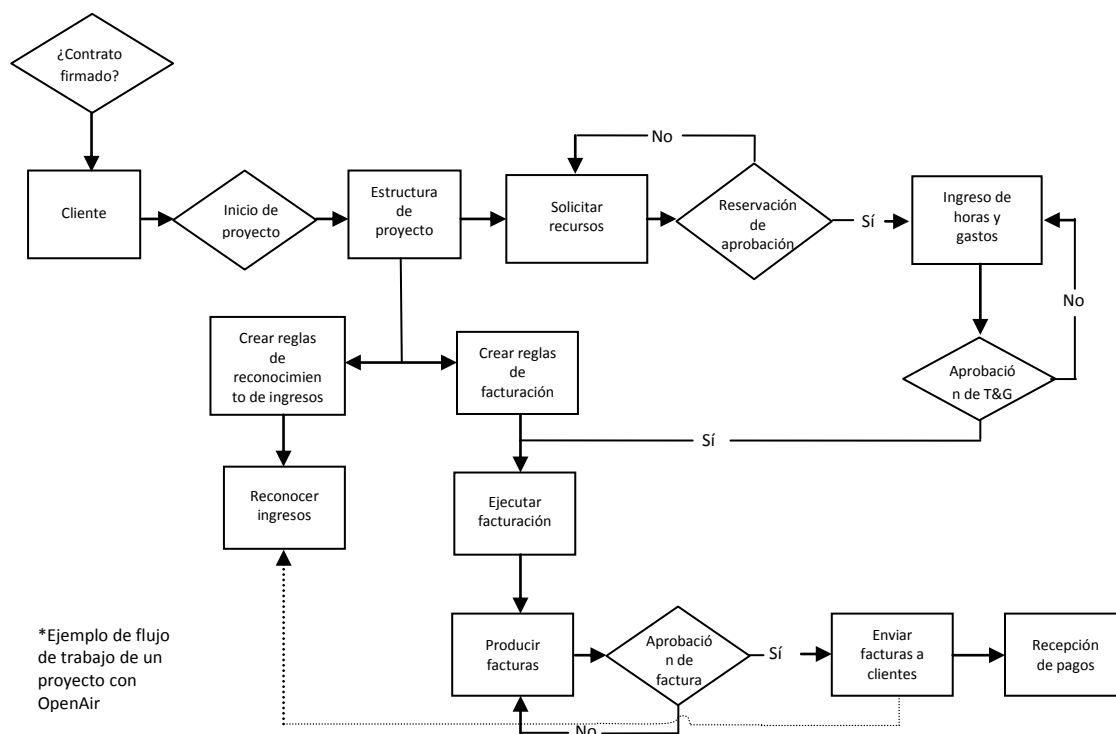 ¿Contrato
firmado?
Cliente
Inicio de
proyecto
Estructura
de
proyecto
Solicitar
recursos
No
Reservación
de
aprobación
Sí
Ingreso de
horas y
gastos
No
Aprobació
n de T&G
Sí
Crear reglas
de
reconocimien
to de ingresos
Crear reglas
de
facturación
Reconocer
ingresos
Ejecutar
facturación
Producir
facturas
Aprobació
n de
factura
Sí
No
Enviar
facturas a
clientes
Recepción
de pagos
*Ejemplo de flujo
de trabajo de un
proyecto con
OpenAir